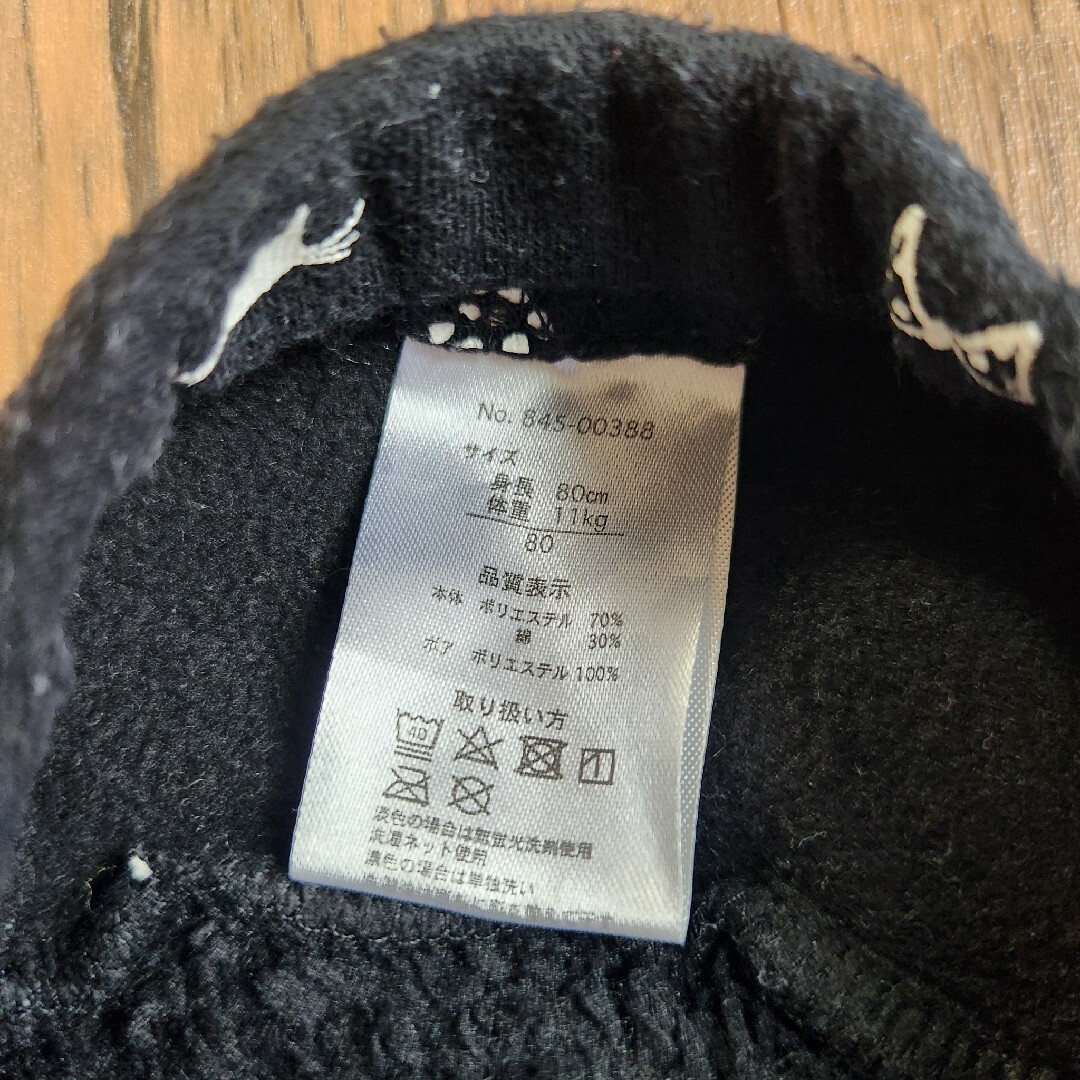 No. 845-00388
サイズ
身長 80cm
体重 11kg
80
品質表示
本体 ポリエステル 70%
綿 30%
ボア ポリエステル 100%
取り扱い方
40
淡色の場合は無蛍光洗剤使用
洗濯ネット使用
濃色の場合は単独洗い